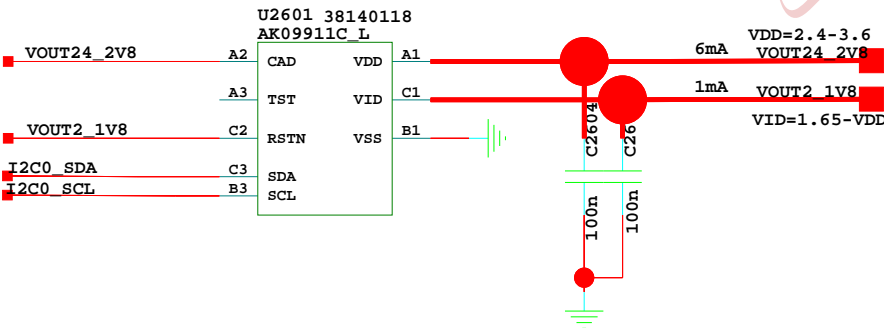 U2601 38140118
AK09911C_L
VDD=2.4-3.6
VOUT24_2V8
A2
CAD
VDD
A1
6mA
VOUT24_2V8
A3
TST
VID
C1
1mA
VOUT2_1V8
VID=1.65-VDD
VOUT2_1V8
C2
RSTN
VSS
B1
C2604
C26
I2C0_SDA
C3
SDA
I2C0_SCL
B3
SCL
100n
100n